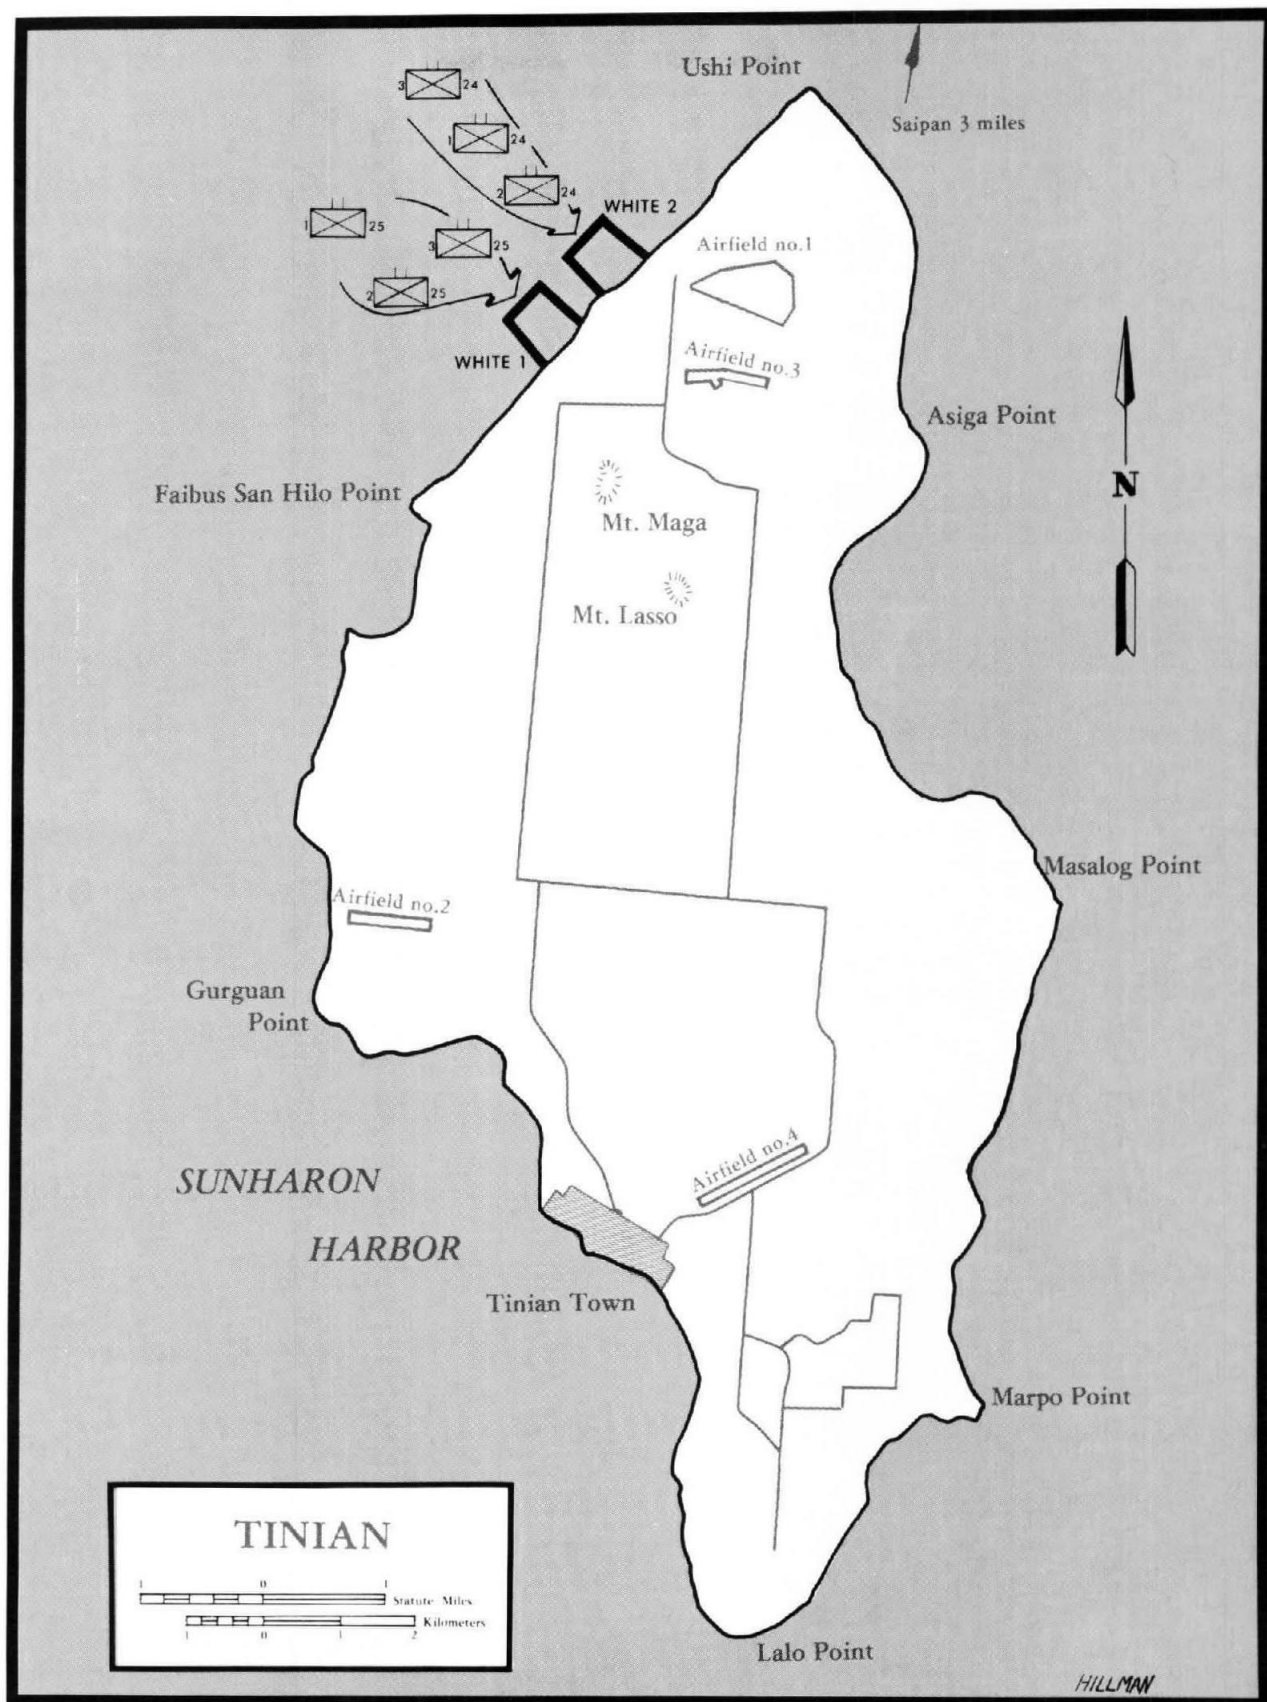 Ushi Point
Saipan 3 miles
3 24
1 24
2 24
1 25
3 25
2 25
WHITE 2
WHITE 1
Airfield no.1
Airfield no.3
Asiga Point
N
Faibus San Hilo Point
Mt. Maga
Mt. Lasso
Masalog Point
Airfield no.2
Gurguan
Point
SUNHARON
HARBOR
Airfield no.4
Tinian Town
Marpo Point
TINIAN
1 0 1
Statute Miles
Kilometers
1 0 1 2
Lalo Point
HILLMAN